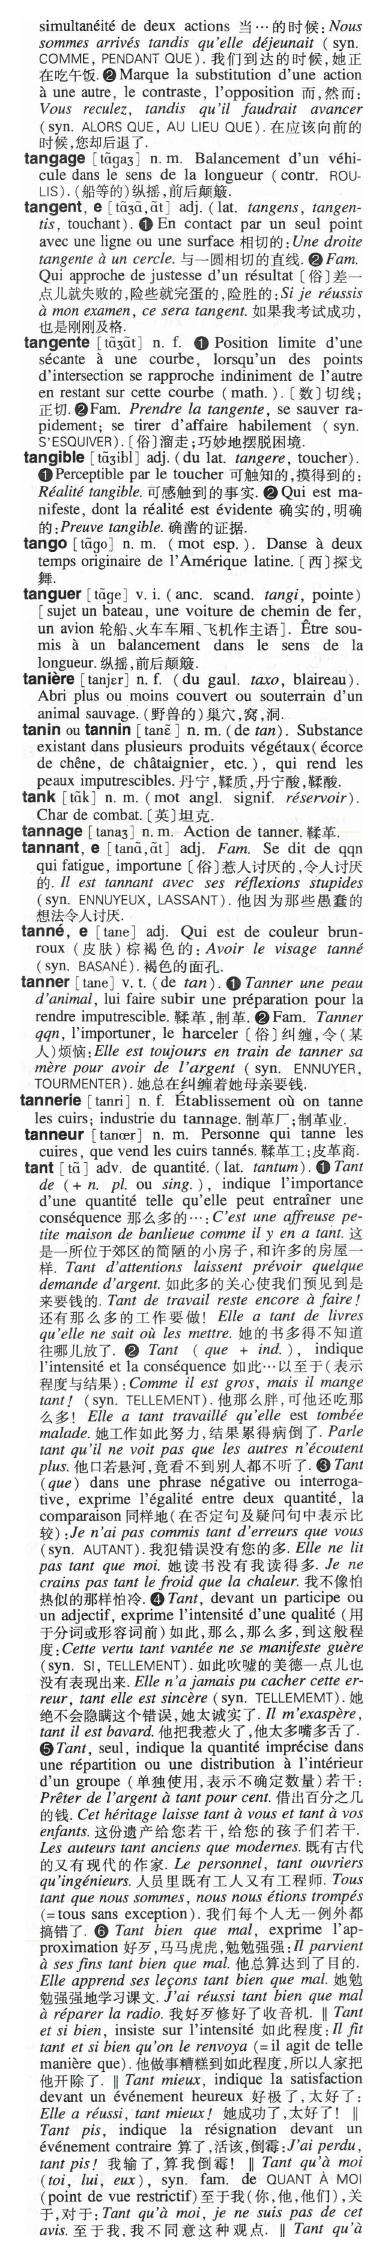 simultanéité de deux actions 当…的时候:Nous
sommes arrivés tandis qu'elle déjeunait (syn.
COMME, PENDANT QUE). 我们到达的时候,她正
在吃午饭. ❷ Marque la substitution d'une action
à une autre, le contraste, l'opposition 而,然而:
Vous reculez, tandis qu'il faudrait avancer
(syn. ALORS QUE, AU LIEU QUE). 在应该向前的
时候,您却后退了.
tangage [tɑ̃gaʒ] n. m. Balancement d'un véhi-
cule dans le sens de la longueur (contr. ROU-
LIS). (船等的)纵摇,前后颠簸.
tangent, e [tɑ̃ʒɑ̃,ɑ̃t] adj. (lat. tangens, tangen-
tis, touchant). ❶ En contact par un seul point
avec une ligne ou une surface 相切的:Une droite
tangente à un cercle. 与一圆相切的直线. ❷ Fam.
Qui approche de justesse d'un résultat [俗]差一
点儿就失败的,险些就完蛋的,险胜的:Si je réussis
à mon examen, ce sera tangent. 如果我考试成功,
也是刚刚及格.
tangente [tɑ̃ʒɑ̃t] n. f. ❶ Position limite d'une
sécante à une courbe, lorsqu'un des points
d'intersection se rapproche indiniment de l'autre
en restant sur cette courbe (math.). [数]切线;
正切. ❷ Fam. Prendre la tangente, se sauver ra-
pidement; se tirer d'affaire habilement (syn.
S'ESQUIVER). [俗]溜走;巧妙地摆脱困境.
tangible [tɑ̃ʒibl] adj. (du lat. tangere, toucher).
❶ Perceptible par le toucher 可触知的,摸得到的:
Réalité tangible. 可感触到的事实. ❷ Qui est ma-
nifeste, dont la réalité est évidente 确实的,明确
的:Preuve tangible. 确凿的证据.
tango [tɑ̃go] n. m. (mot esp.). Danse à deux
temps originaire de l'Amérique latine. [西]探戈
舞.
tanguer [tɑ̃ge] v. i. (anc. scand. tangi, pointe)
[sujet un bateau, une voiture de chemin de fer,
un avion 轮船、火车车厢、飞机作主语]. Être sou-
mis à un balancement dans le sens de la
longueur. 纵摇,前后颠簸.
tanière [tanjɛr] n. f. (du gaul. taxo, blaireau).
Abri plus ou moins couvert ou souterrain d'un
animal sauvage. (野兽的)巢穴,窝,洞.
tanin ou tannin [tanɛ̃] n. m. (de tan). Substance
existant dans plusieurs produits végétaux(écorce
de chêne, de châtaignier, etc.), qui rend les
peaux imputrescibles. 丹宁,鞣质,丹宁酸,鞣酸.
tank [tɑ̃k] n. m. (mot angl. signif. réservoir).
Char de combat. [英]坦克.
tannage [tanaʒ] n. m. Action de tanner. 鞣革.
tannant, e [tanɑ̃,ɑ̃t] adj. Fam. Se dit de qqn
qui fatigue, importune [俗]惹人讨厌的,令人讨厌
的. Il est tannant avec ses réflexions stupides
(syn. ENNUYEUX, LASSANT). 他因为那些愚蠢的
想法令人讨厌.
tanné, e [tane] adj. Qui est de couleur brun-
roux (皮肤)棕褐色的: Avoir le visage tanné
(syn. BASANÉ). 褐色的面孔.
tanner [tane] v. t. (de tan). ❶ Tanner une peau
d'animal, lui faire subir une préparation pour la
rendre imputrescible. 鞣革,制革. ❷ Fam. Tanner
qqn, l'importuner, le harceler [俗]纠缠,令(某
人)烦恼:Elle est toujours en train de tanner sa
mère pour avoir de l'argent (syn. ENNUYER,
TOURMENTER). 她总在纠缠着她母亲要钱.
tannerie [tanri] n. f. Établissement où on tanne
les cuirs; industrie du tannage. 制革厂;制革业.
tanneur [tanœr] n. m. Personne qui tanne les
cuires, que vend les cuirs tannés. 鞣革工;皮革商.
tant [tɑ̃] adv. de quantité. (lat. tantum). ❶ Tant
de (+ n. pl. ou sing.), indique l'importance
d'une quantité telle qu'elle peut entraîner une
conséquence 那么多的…: C'est une affreuse pe-
tite maison de banlieue comme il y en a tant. 这
是一所位于郊区的简陋的小房子,和许多的房屋一
样. Tant d'attentions laissent prévoir quelque
demande d'argent. 如此多的关心使我们预见到是
来要钱的. Tant de travail reste encore à faire!
还有那么多的工作要做! Elle a tant de livres
qu'elle ne sait où les mettre. 她的书多得不知道
往哪儿放了. ❷ Tant (que + ind.), indique
l'intensité et la conséquence 如此…以至于(表示
程度与结果):Comme il est gros, mais il mange
tant! (syn. TELLEMENT). 他那么胖,可他还吃那
么多! Elle a tant travaillé qu'elle est tombée
malade. 她工作如此努力,结果累得病倒了. Parle
tant qu'il ne voit pas que les autres n'écoutent
plus. 他口若悬河,竟看不到别人都不听了. ❸ Tant
(que) dans une phrase négative ou interroga-
tive, exprime l'égalité entre deux quantité, la
comparaison 同样地(在否定句及疑问句中表示比
较):Je n'ai pas commis tant d'erreurs que vous
(syn. AUTANT). 我犯错误没有您的多. Elle ne lit
pas tant que moi. 她读书没有我读得多. Je ne
crains pas tant le froid que la chaleur. 我不像怕
热似的那样怕冷. ❹ Tant, devant un participe ou
un adjectif, exprime l'intensité d'une qualité (用
于分词或形容词前)如此,那么,那么多,到这般程
度:Cette vertu tant vantée ne se manifeste guère
(syn. SI, TELLEMENT). 如此吹嘘的美德一点儿也
没有表现出来. Elle n'a jamais pu cacher cette er-
reur, tant elle est sincère (syn. TELLEMEMT). 她
绝不会隐瞒这个错误,她太诚实了. Il m'exaspère,
tant il est bavard. 他把我惹火了,他太多嘴多舌了.
❺ Tant, seul, indique la quantité imprécise dans
une répartition ou une distribution à l'intérieur
d'un groupe (单独使用,表示不确定数量)若干:
Prêter de l'argent à tant pour cent. 借出百分之几
的钱. Cet héritage laisse tant à vous et tant à vos
enfants. 这份遗产给您若干,给您的孩子们若干.
Les auteurs tant anciens que modernes. 既有古代
的又有现代的作家. Le personnel, tant ouvriers
qu'ingénieurs. 人员里既有工人又有工程师. Tous
tant que nous sommes, nous nous étions trompés
(=tous sans exception). 我们每个人无一例外都
搞错了. ❻ Tant bien que mal, exprime l'ap-
proximation 好歹,马马虎虎,勉勉强强:Il parvient
à ses fins tant bien que mal. 他总算达到了目的.
Elle apprend ses leçons tant bien que mal. 她勉
勉强强地学习课文. J'ai réussi tant bien que mal
à réparer la radio. 我好歹修好了收音机. ‖ Tant
et si bien, insiste sur l'intensité 如此程度:Il fit
tant et si bien qu'on le renvoya (=il agit de telle
manière que). 他做事糟糕到如此程度,所以人家把
他开除了. ‖ Tant mieux, indique la satisfaction
devant un événement heureux 好极了,太好了:
Elle a réussi, tant mieux! 她成功了,太好了! ‖
Tant pis, indique la résignation devant un
événement contraire 算了,活该,倒霉:J'ai perdu,
tant pis! 我输了,算我倒霉! ‖ Tant qu'à moi
(toi, lui, eux), syn. fam. de QUANT À MOI
(point de vue restrictif)至于我(你,他,他们),关
于,对于:Tant qu'à moi, je ne suis pas de cet
avis. 至于我,我不同意这种观点. ‖ Tant qu'à